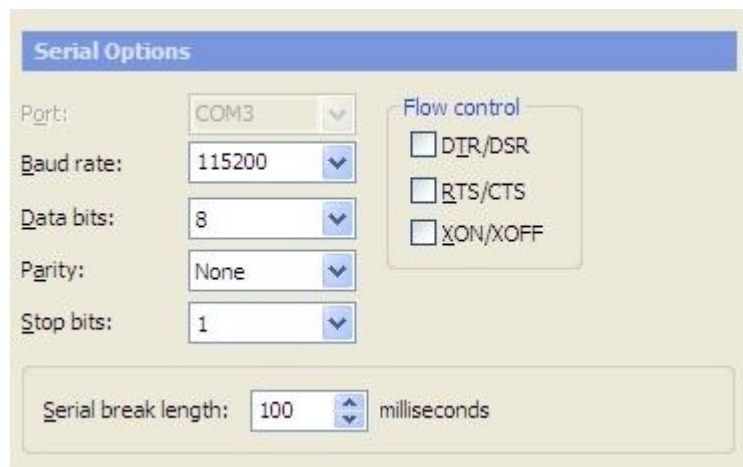 Serial Options
Port: COM3
Baud rate: 115200
Data bits: 8
Parity: None
Stop bits: 1
Flow control
DTR/DSR
RTS/CTS
XON/XOFF
Serial break length: 100 milliseconds